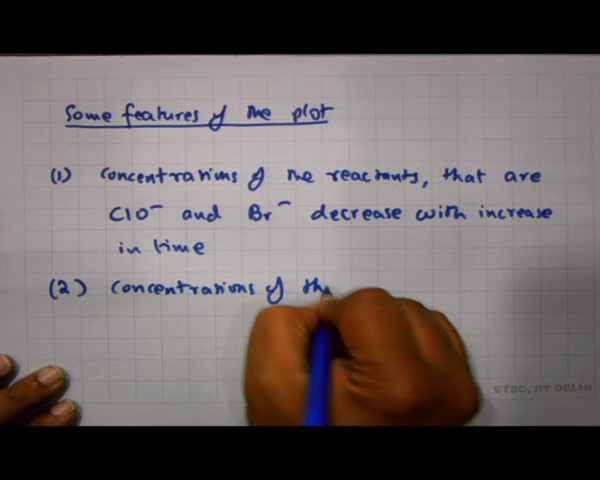 Some features of the plot
(1) Concentrations of the reactants, that are
ClO⁻ and Br⁻ decrease with increase
in time
(2) Concentrations of th
ETSC, IIT DELHI